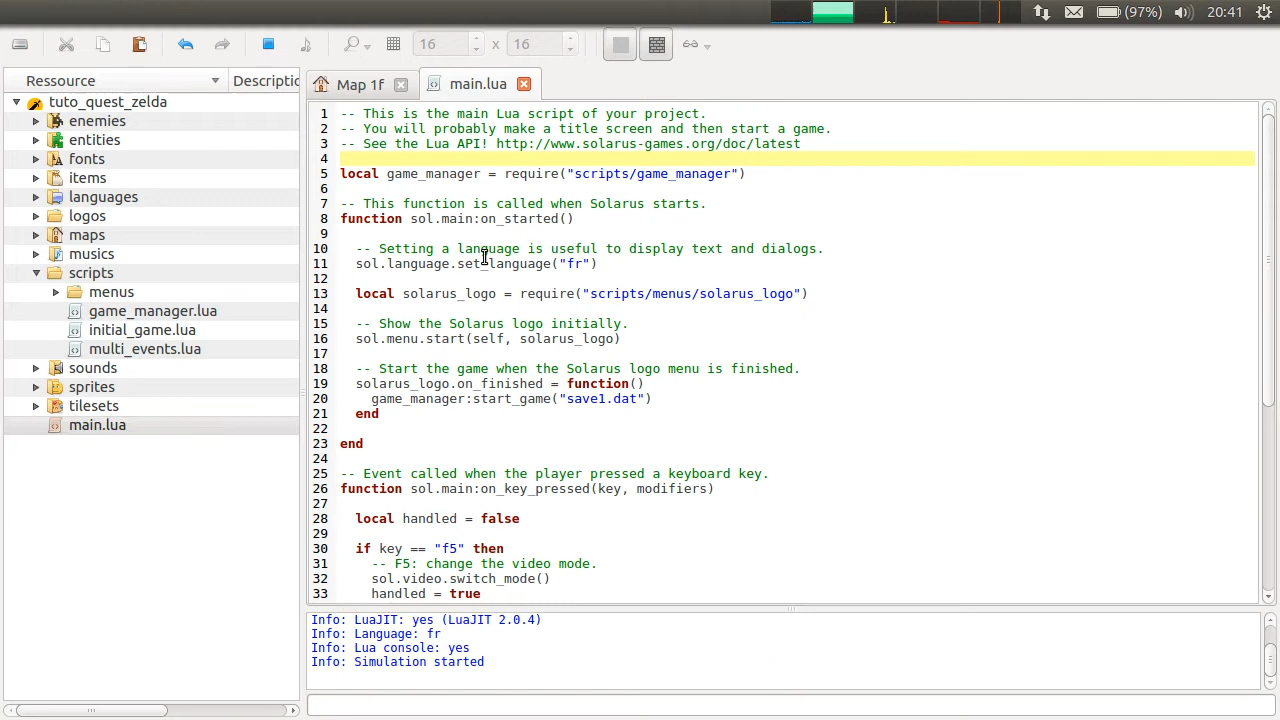 (97%)
20:41
16 x 16
Ressource
Descriptio
Map 1f
main.lua
tuto_quest_zelda
enemies
entities
fonts
items
languages
logos
maps
musics
scripts
menus
game_manager.lua
initial_game.lua
multi_events.lua
sounds
sprites
tilesets
main.lua
1 -- This is the main Lua script of your project.
2 -- You will probably make a title screen and then start a game.
3 -- See the Lua API! http://www.solarus-games.org/doc/latest
4
5 local game_manager = require("scripts/game_manager")
6
7 -- This function is called when Solarus starts.
8 function sol.main:on_started()
9
10 -- Setting a language is useful to display text and dialogs.
11 sol.language.set_language("fr")
12
13 local solarus_logo = require("scripts/menus/solarus_logo")
14
15 -- Show the Solarus logo initially.
16 sol.menu.start(self, solarus_logo)
17
18 -- Start the game when the Solarus logo menu is finished.
19 solarus_logo.on_finished = function()
20 game_manager:start_game("save1.dat")
21 end
22
23 end
24
25 -- Event called when the player pressed a keyboard key.
26 function sol.main:on_key_pressed(key, modifiers)
27
28 local handled = false
29
30 if key == "f5" then
31 -- F5: change the video mode.
32 sol.video.switch_mode()
33 handled = true
Info: LuaJIT: yes (LuaJIT 2.0.4)
Info: Language: fr
Info: Lua console: yes
Info: Simulation started